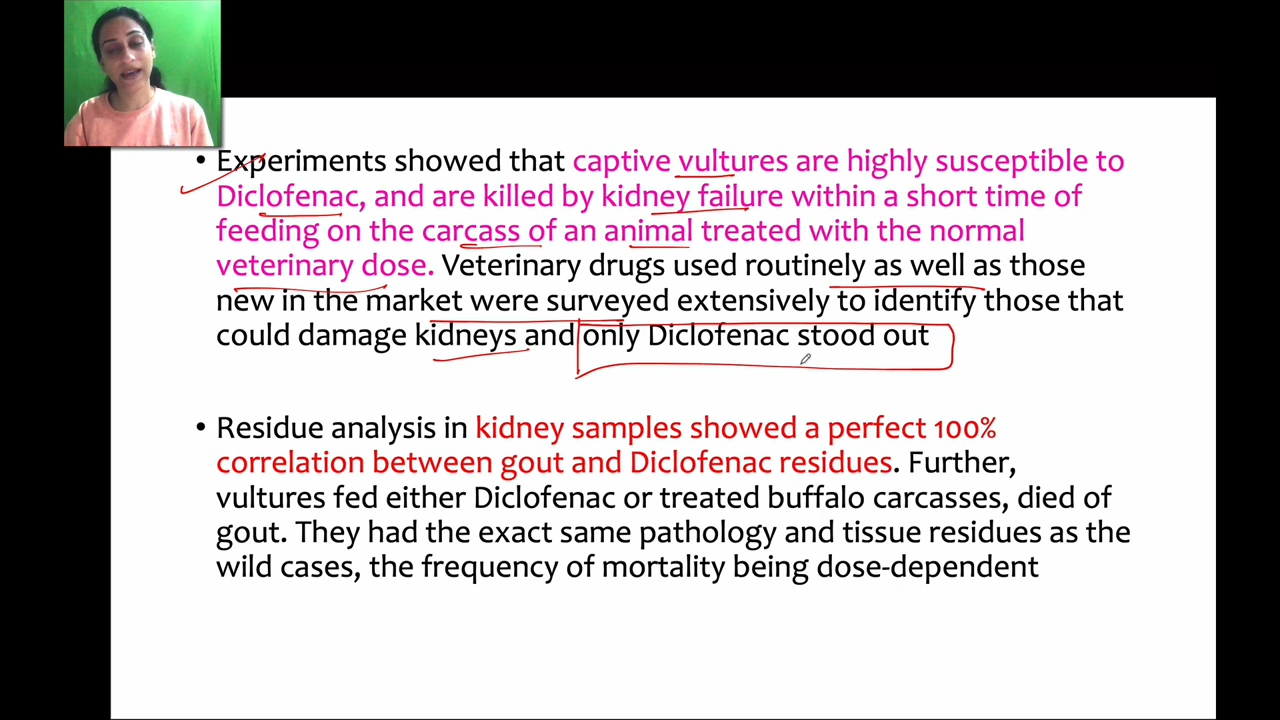 • Experiments showed that captive vultures are highly susceptible to
Diclofenac, and are killed by kidney failure within a short time of
feeding on the carcass of an animal treated with the normal
veterinary dose. Veterinary drugs used routinely as well as those
new in the market were surveyed extensively to identify those that
could damage kidneys and only Diclofenac stood out
• Residue analysis in kidney samples showed a perfect 100%
correlation between gout and Diclofenac residues. Further,
vultures fed either Diclofenac or treated buffalo carcasses, died of
gout. They had the exact same pathology and tissue residues as the
wild cases, the frequency of mortality being dose-dependent